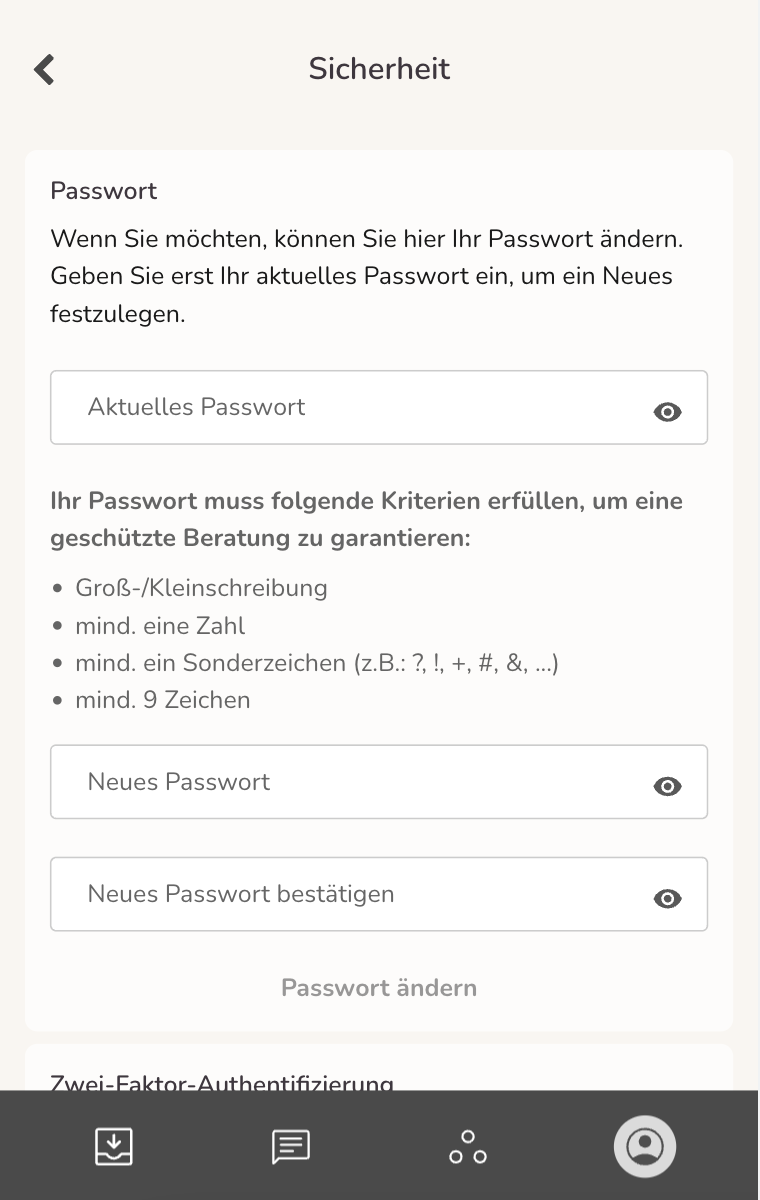 Sicherheit
Passwort
Wenn Sie möchten, können Sie hier Ihr Passwort ändern.
Geben Sie erst Ihr aktuelles Passwort ein, um ein Neues
festzulegen.
Aktuelles Passwort
Ihr Passwort muss folgende Kriterien erfüllen, um eine
geschützte Beratung zu garantieren:
• Groß-/Kleinschreibung
• mind. eine Zahl
• mind. ein Sonderzeichen (z.B.: ?, !, +, #, &, ...)
• mind. 9 Zeichen
Neues Passwort
Neues Passwort bestätigen
Passwort ändern
Zwei-Faktor-Authentifizierung